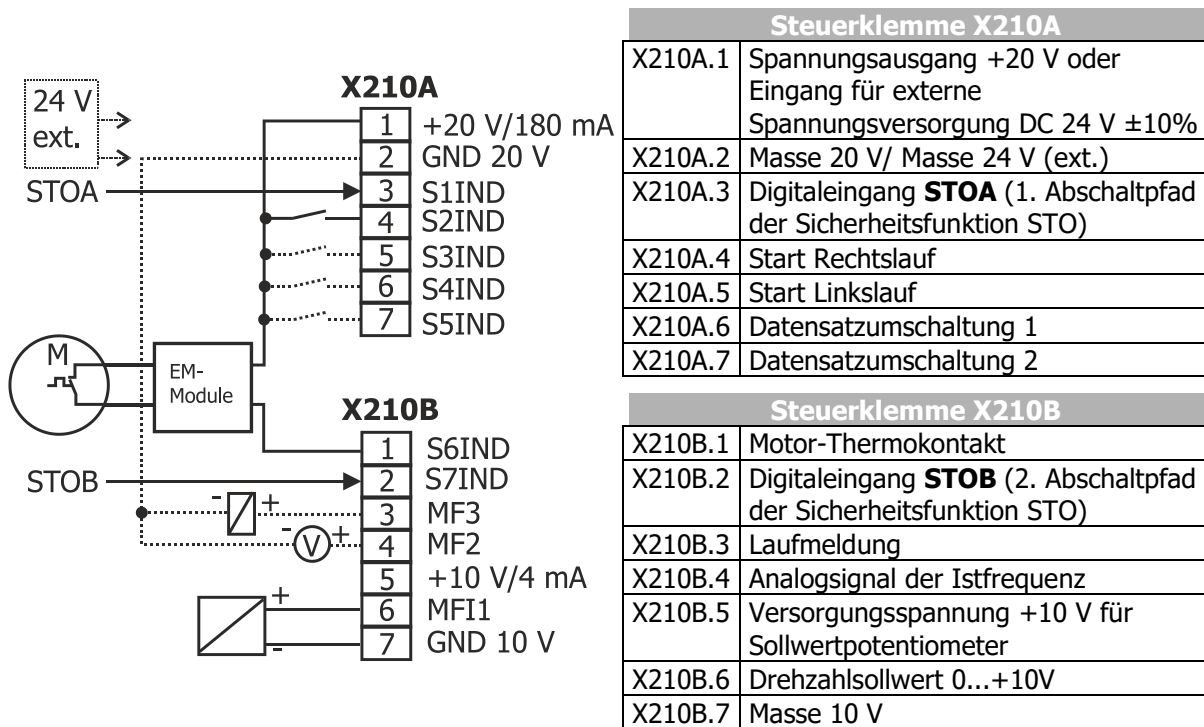 24 V
ext.
STOA
X210A
1 +20 V/180 mA
2 GND 20 V
3 S1IND
4 S2IND
5 S3IND
6 S4IND
7 S5IND
M
EM-
Module
STOB
X210B
1 S6IND
2 S7IND
- + 3 MF3
- V + 4 MF2
5 +10 V/4 mA
+ 6 MFI1
- 7 GND 10 V
Steuerklemme X210A
X210A.1 Spannungsausgang +20 V oder
Eingang für externe
Spannungsversorgung DC 24 V ±10%
X210A.2 Masse 20 V/ Masse 24 V (ext.)
X210A.3 Digitaleingang STOA (1. Abschaltpfad
der Sicherheitsfunktion STO)
X210A.4 Start Rechtslauf
X210A.5 Start Linkslauf
X210A.6 Datensatzumschaltung 1
X210A.7 Datensatzumschaltung 2
Steuerklemme X210B
X210B.1 Motor-Thermokontakt
X210B.2 Digitaleingang STOB (2. Abschaltpfad
der Sicherheitsfunktion STO)
X210B.3 Laufmeldung
X210B.4 Analogsignal der Istfrequenz
X210B.5 Versorgungsspannung +10 V für
Sollwertpotentiometer
X210B.6 Drehzahlsollwert 0...+10V
X210B.7 Masse 10 V